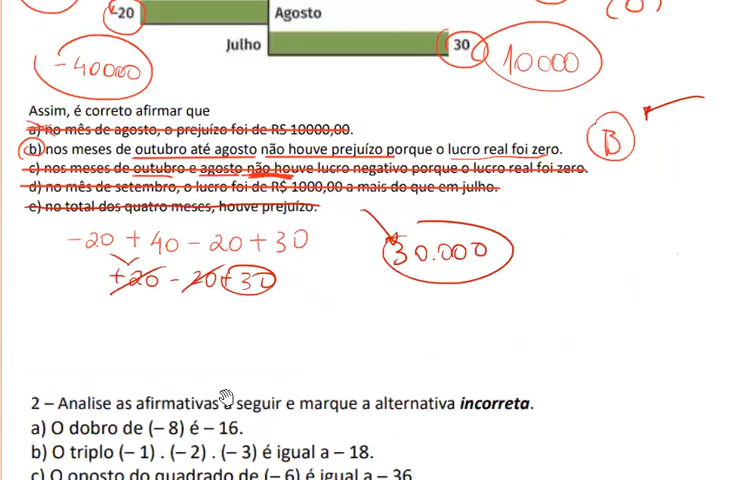 -20 Agosto
Julho 30
-40000 10000
Assim, é correto afirmar que
a) no mês de agosto, o prejuízo foi de R$ 10000,00.
(b) nos meses de outubro até agosto não houve prejuízo porque o lucro real foi zero.
B
c) nos meses de outubro e agosto não houve lucro negativo porque o lucro real foi zero.
d) no mês de setembro, o lucro foi de R$ 1000,00 a mais do que em julho.
e) no total dos quatro meses, houve prejuízo.
-20 + 40 - 20 + 30
30.000
+20 - 20 + 30
2 – Analise as afirmativas a seguir e marque a alternativa incorreta.
a) O dobro de (– 8) é – 16.
b) O triplo (– 1) . (– 2) . (– 3) é igual a – 18.
c) O oposto do quadrado de (– 6) é igual a – 36